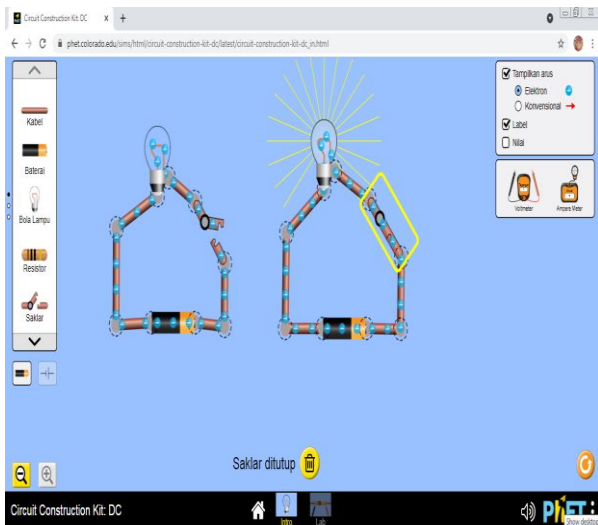 Circuit Construction Kit: DC
phet.colorado.edu/sims/html/circuit-construction-kit-dc/latest/circuit-construction-kit-dc_in.html
Kabel
Baterai
Bola Lampu
Resistor
Saklar
Tampilkan arus
Elektron
Konvensional
Label
Nilai
Voltmeter
Ampere Meter
Saklar ditutup
Circuit Construction Kit: DC
Intro
Lab
PhET
Show desktop